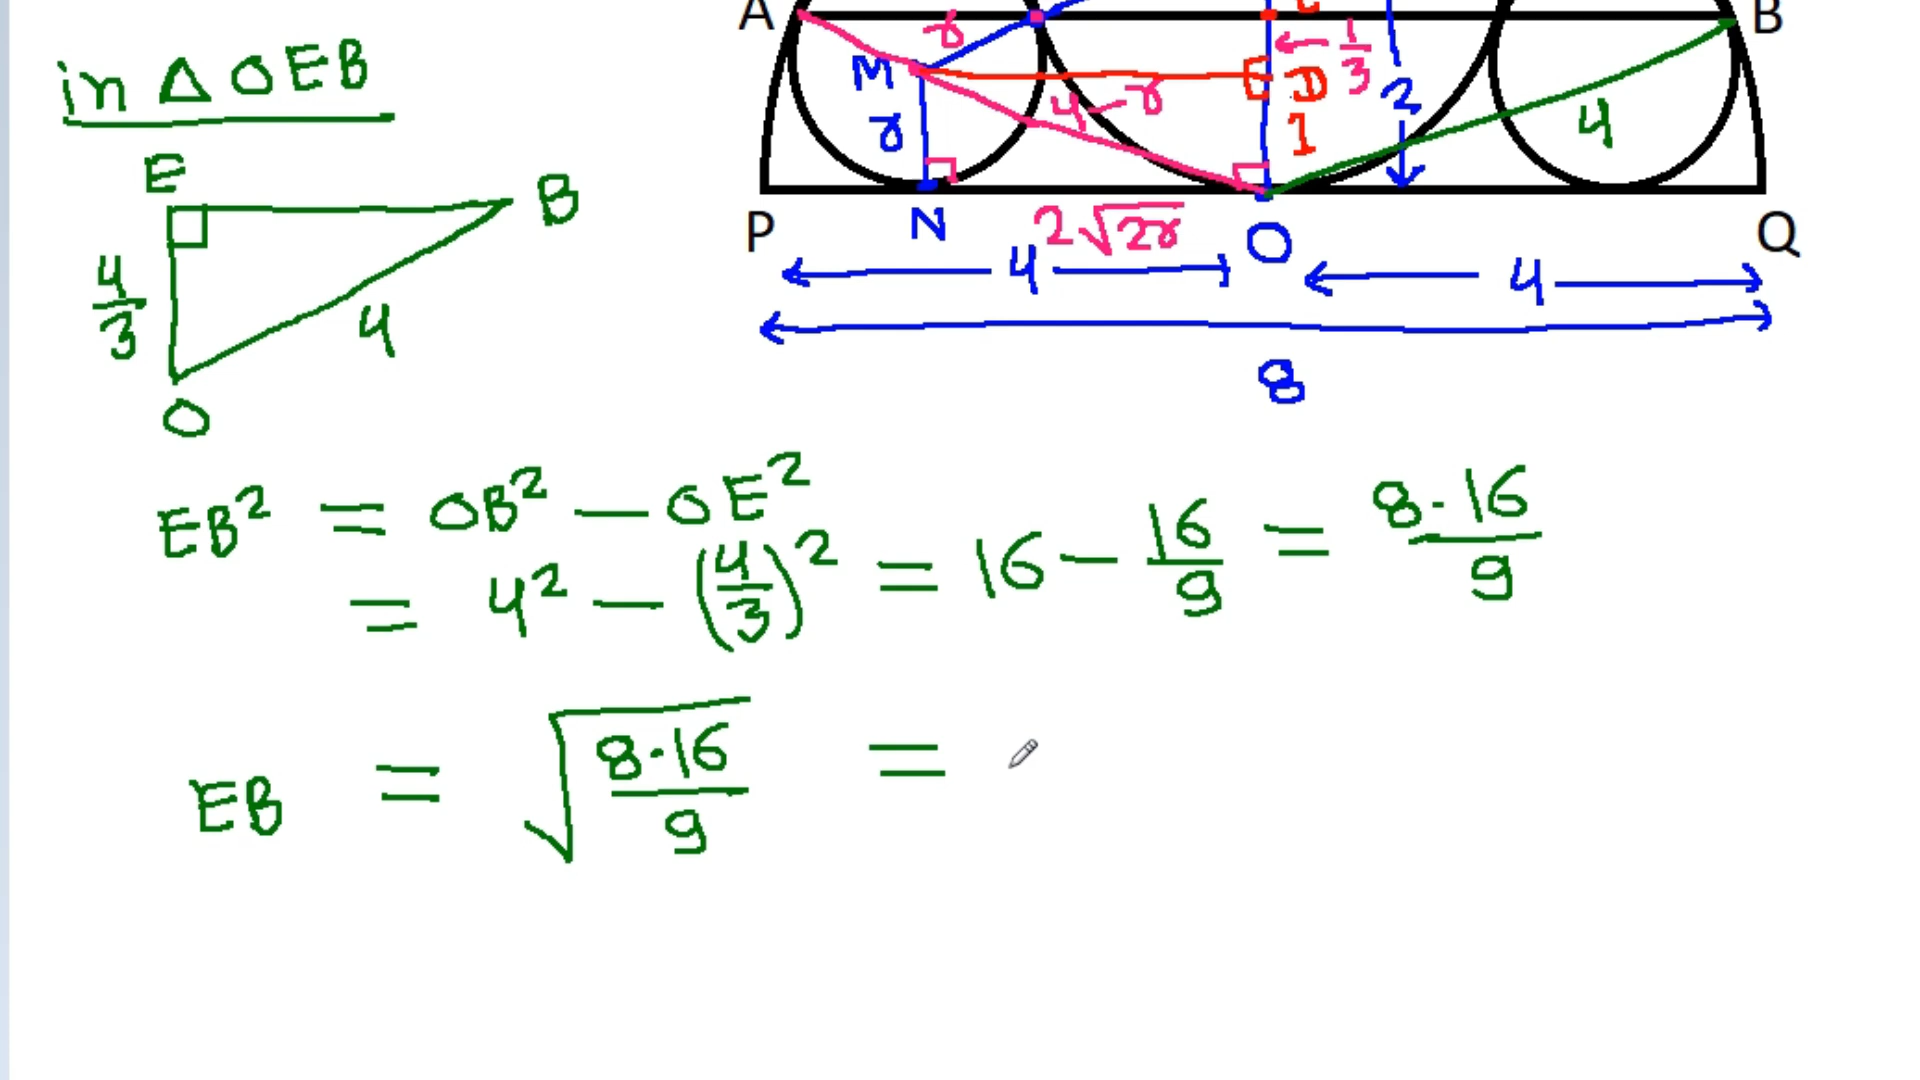 A
B
in △ OEB
r
1/3
M
D
2
4-r
r
1
4
E
B
P
N
2√2r
O
Q
4/3
4
4
4
O
8
EB² = OB² − OE²
= 4² − (4/3)² = 16 − 16/9 = 8·16/9
EB = √(8·16/9) =